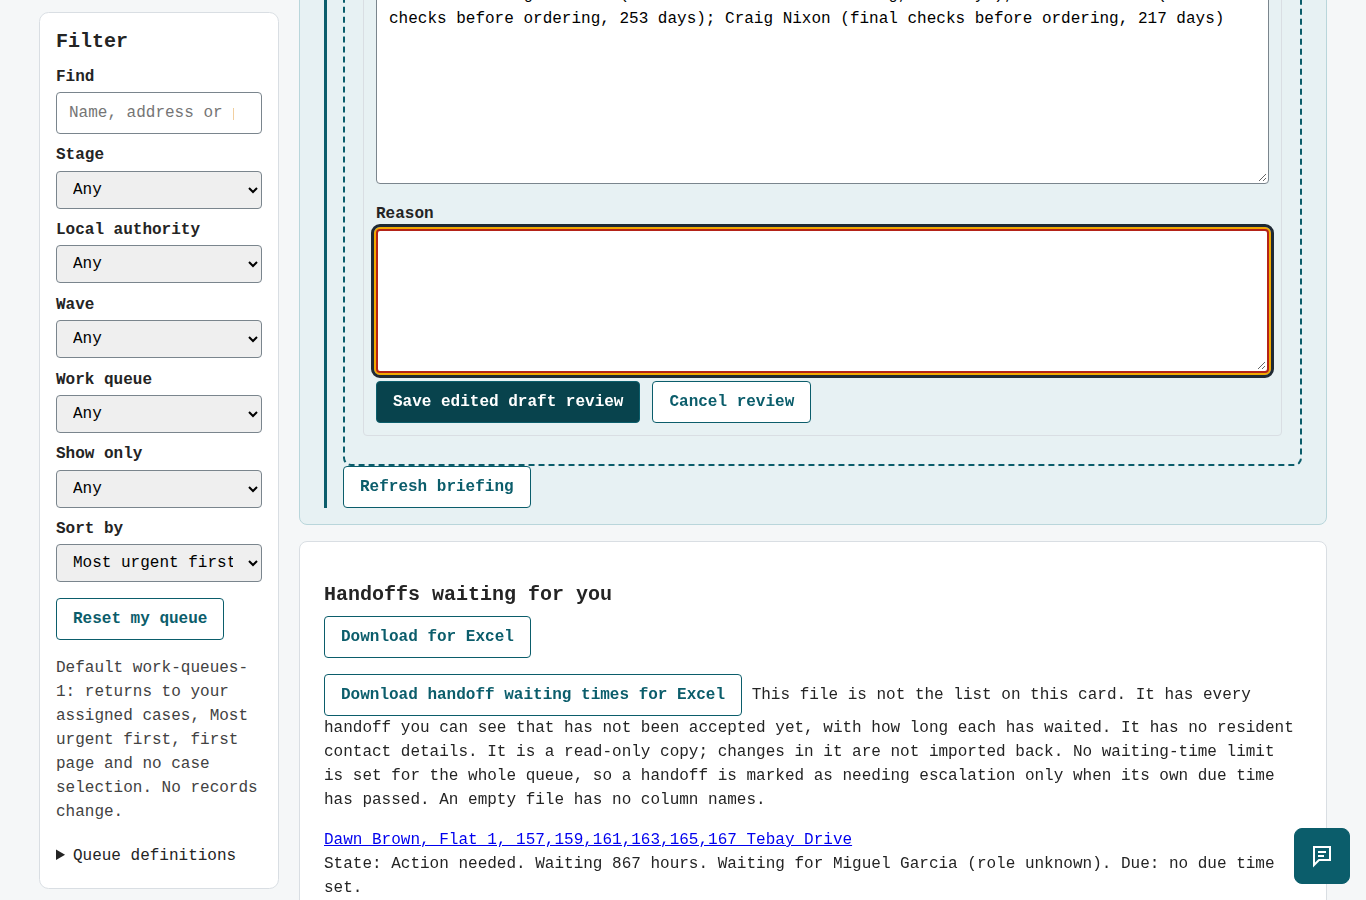 Filter
Find
Name, address or
Stage
Any
Local authority
Any
Wave
Any
Work queue
Any
Show only
Any
Sort by
Most urgent first
Reset my queue
Default work-queues-
1: returns to your
assigned cases, Most
urgent first, first
page and no case
selection. No records
change.
Queue definitions
checks before ordering, 253 days); Craig Nixon (final checks before ordering, 217 days)
Reason
Save edited draft review
Cancel review
Refresh briefing
Handoffs waiting for you
Download for Excel
Download handoff waiting times for Excel This file is not the list on this card. It has every
handoff you can see that has not been accepted yet, with how long each has waited. It has no resident
contact details. It is a read-only copy; changes in it are not imported back. No waiting-time limit
is set for the whole queue, so a handoff is marked as needing escalation only when its own due time
has passed. An empty file has no column names.
Dawn Brown, Flat 1, 157,159,161,163,165,167 Tebay Drive
State: Action needed. Waiting 867 hours. Waiting for Miguel Garcia (role unknown). Due: no due time
set.